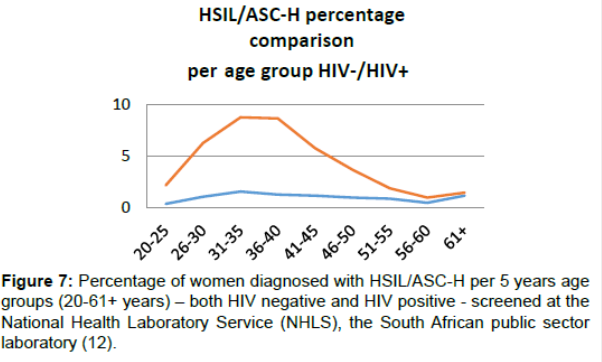 HSIL/ASC-H percentage
comparison
per age group HIV-/HIV+
10
5
0
20-25
26-30
31-35
36-40
41-45
46-50
51-55
56-60
61+
Figure 7: Percentage of women diagnosed with HSIL/ASC-H per 5 years age
groups (20-61+ years) – both HIV negative and HIV positive - screened at the
National Health Laboratory Service (NHLS), the South African public sector
laboratory (12).